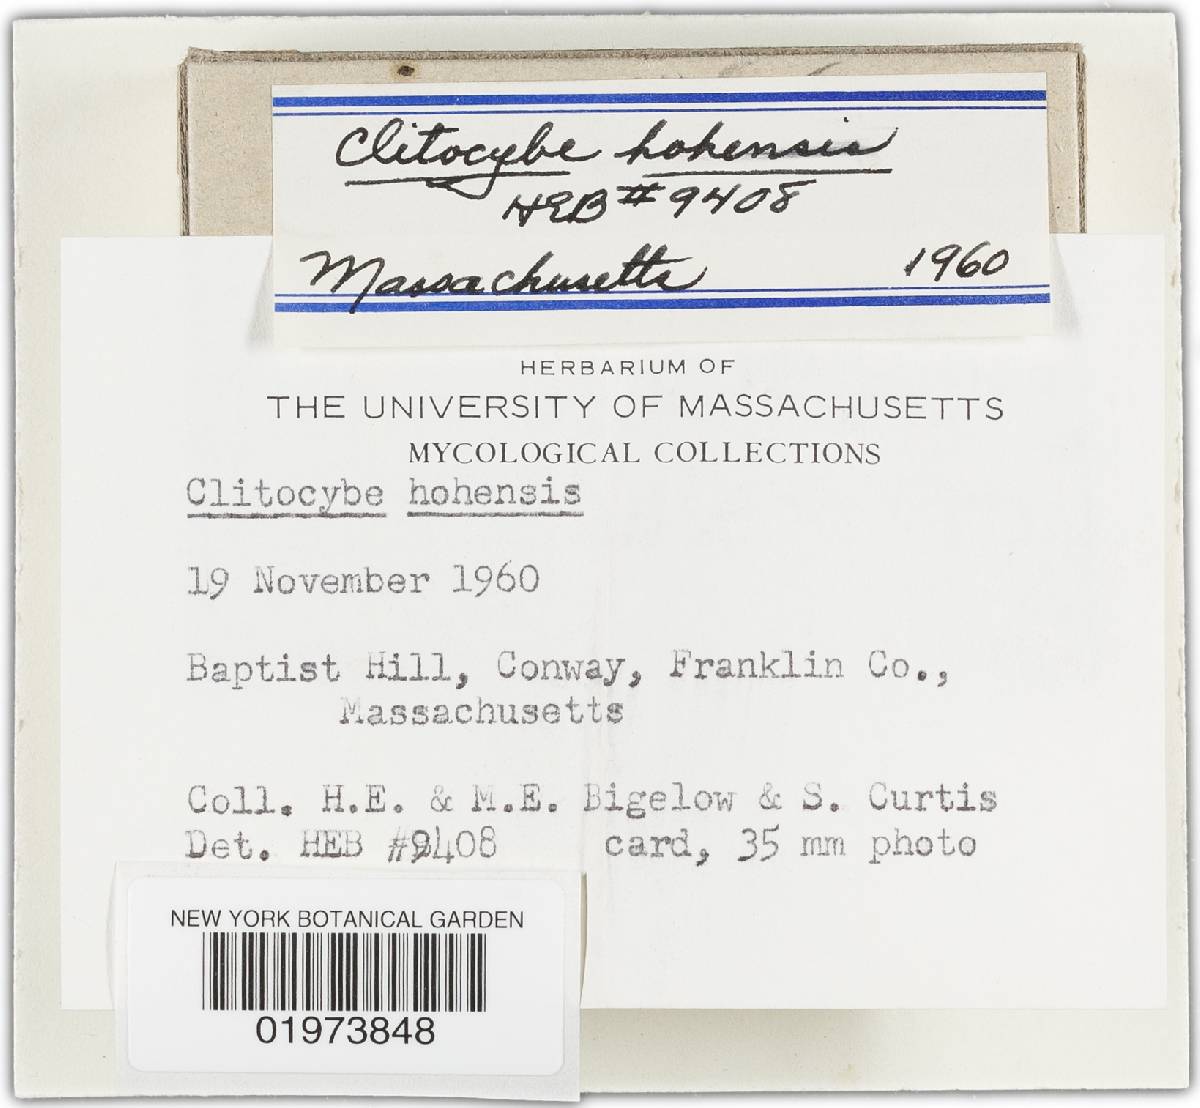 Clitocybe hohensis
HEB # 9408
Massachusetts 1960
HERBARIUM OF
THE UNIVERSITY OF MASSACHUSETTS
MYCOLOGICAL COLLECTIONS
Clitocybe hohensis
19 November 1960
Baptist Hill, Conway, Franklin Co.,
Massachusetts
Coll. H.E. & M.E. Bigelow & S. Curtis
Det. HEB #9408 card, 35 mm photo
NEW YORK BOTANICAL GARDEN
01973848